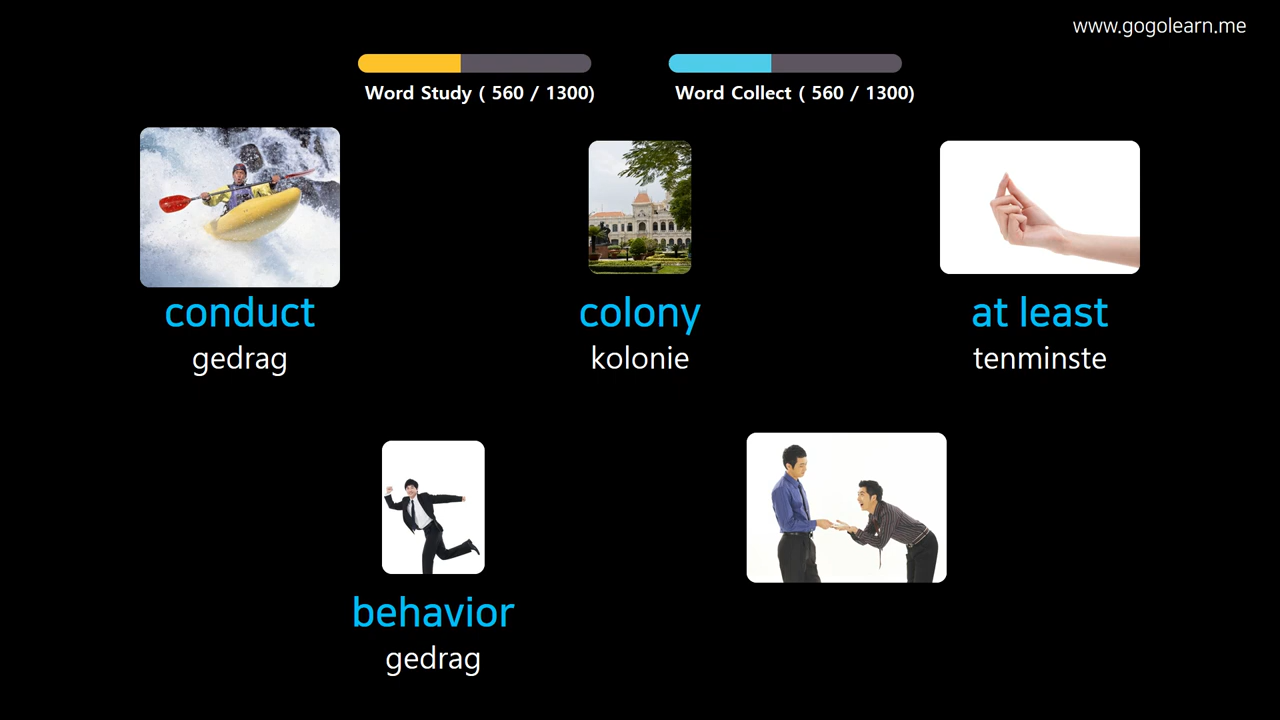 www.gogolearn.me
Word Study ( 560 / 1300)
Word Collect ( 560 / 1300)
conduct
gedrag
colony
kolonie
at least
tenminste
behavior
gedrag